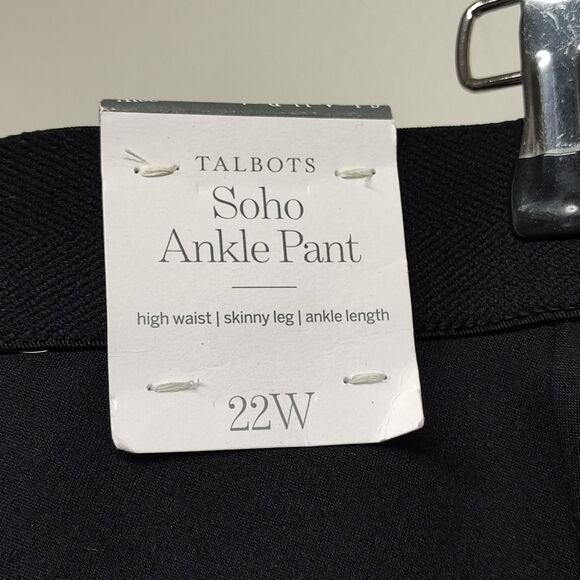 TALBOTS
Soho
Ankle Pant
high waist | skinny leg | ankle length
22W